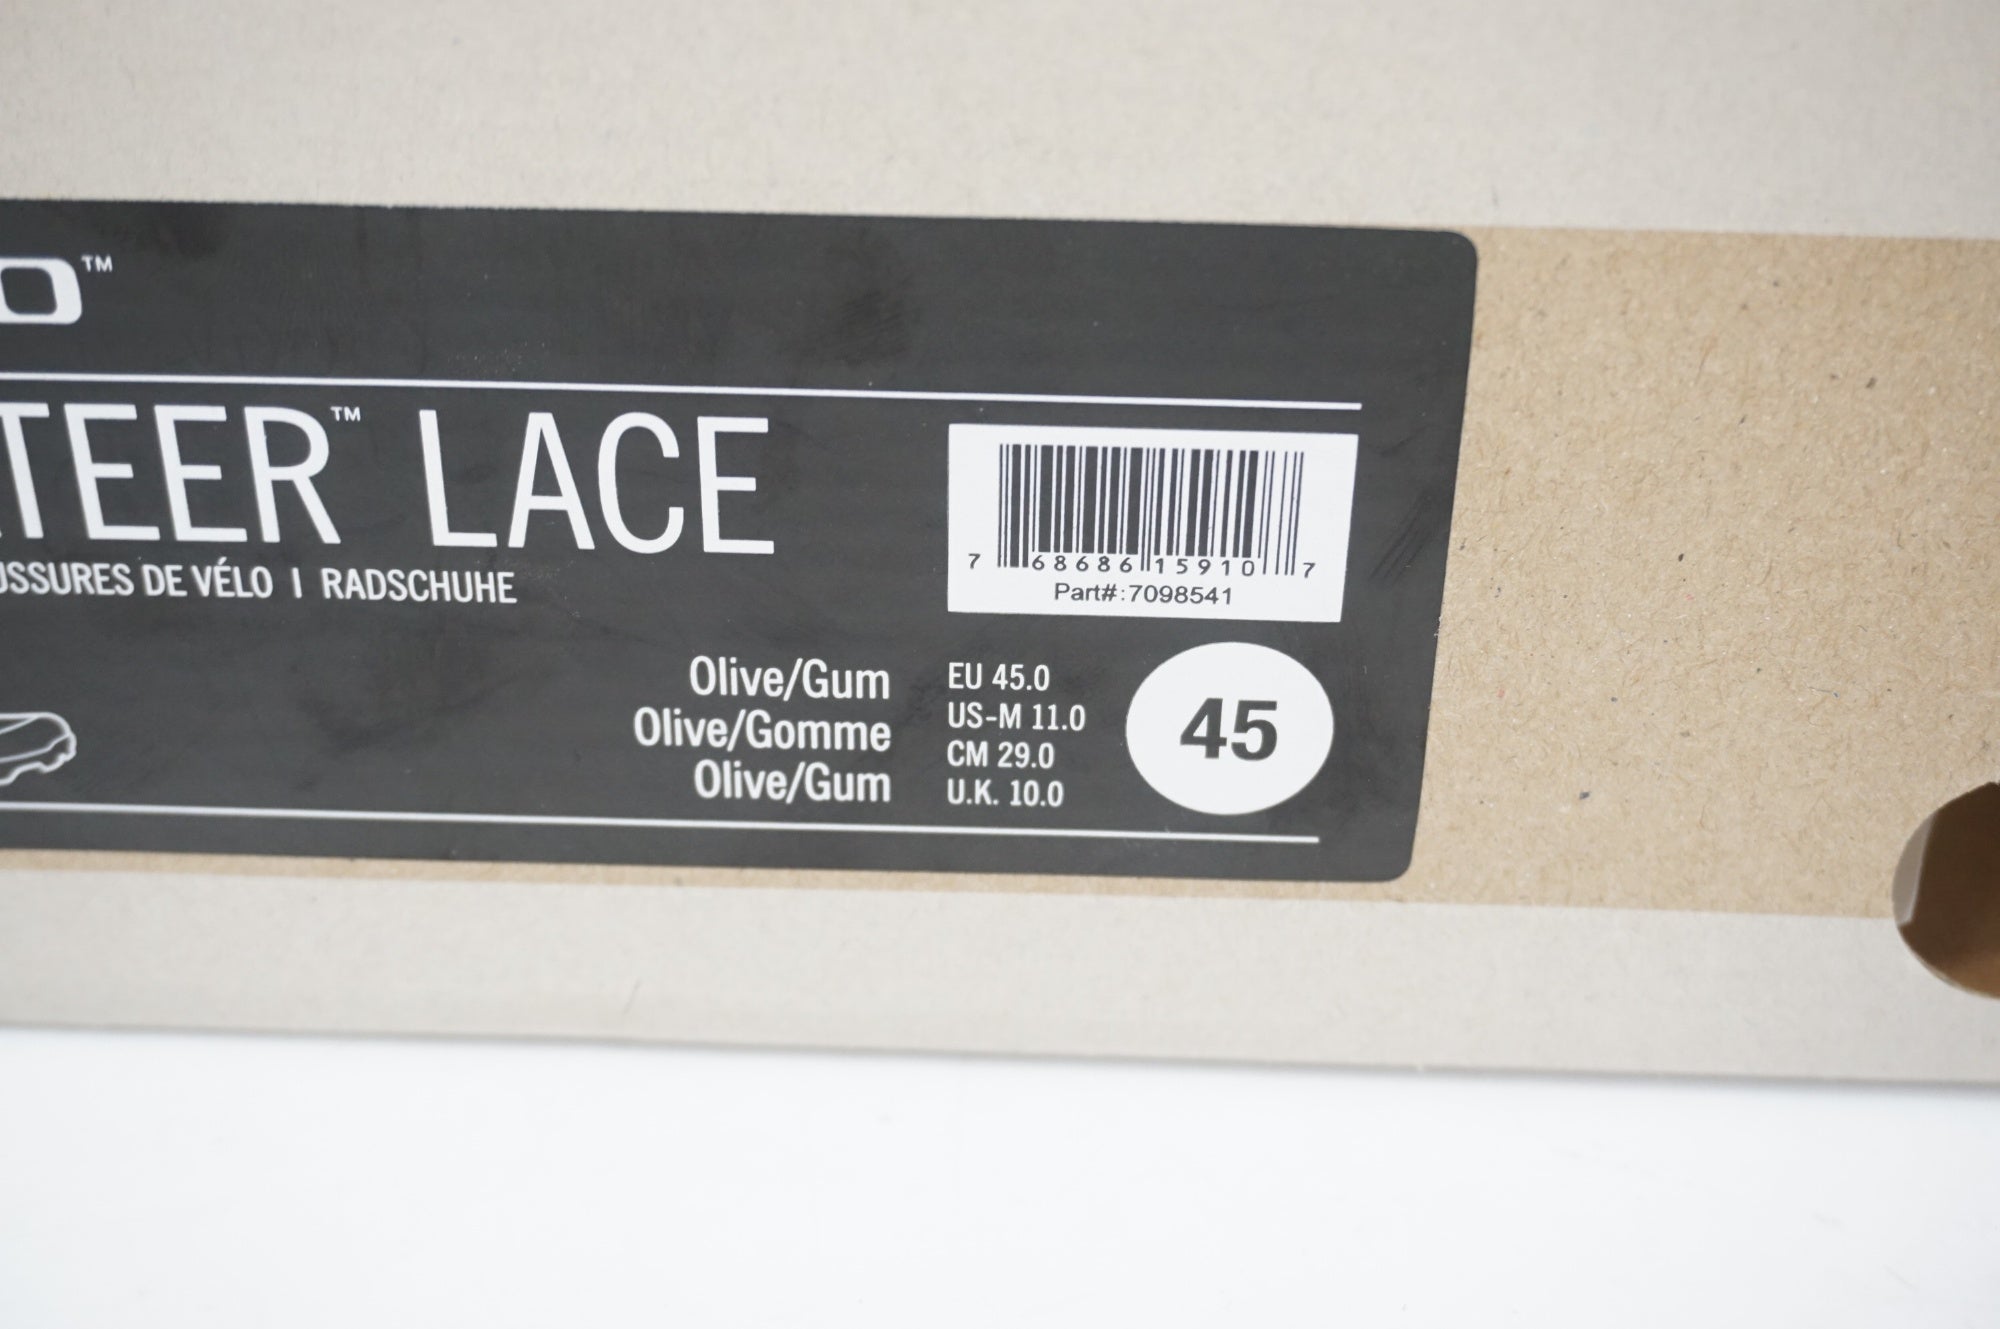 O™
TEER™ LACE
USSURES DE VÉLO | RADSCHUHE
7 68686 15910 7
Part#:7098541
Olive/Gum
Olive/Gomme
Olive/Gum
EU 45.0
US-M 11.0
CM 29.0
U.K. 10.0
45